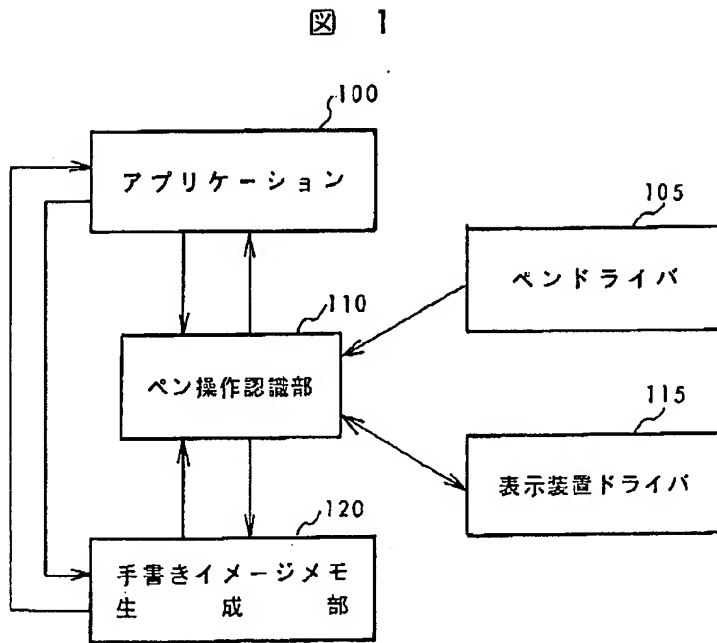 図 1
100
アプリケーション
105
ペンドライバ
110
ペン操作認識部
115
表示装置ドライバ
120
手書きイメージメモ
生成部